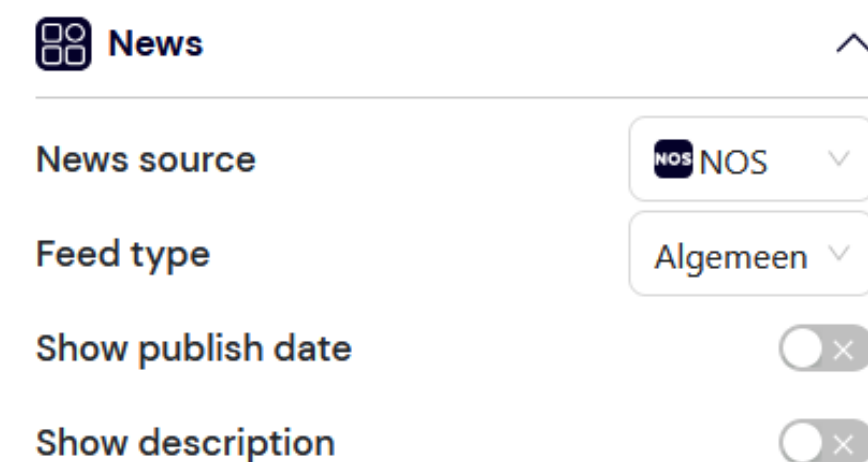 News
News source
NOS NOS
Feed type
Algemeen
Show publish date
Show description